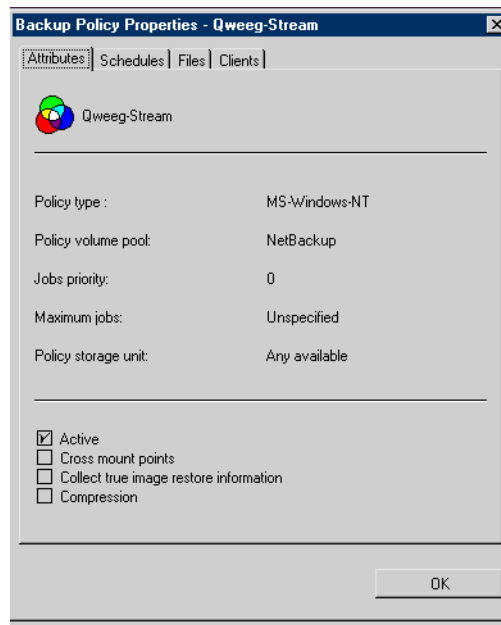 Backup Policy Properties - Qweeg-Stream
Attributes Schedules Files Clients
Qweeg-Stream
Policy type : MS-Windows-NT
Policy volume pool: NetBackup
Jobs priority: 0
Maximum jobs: Unspecified
Policy storage unit: Any available
Active
Cross mount points
Collect true image restore information
Compression
OK